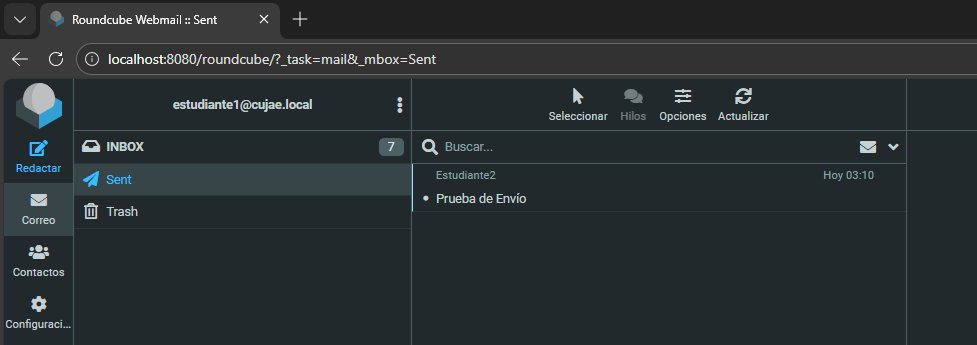 Roundcube Webmail :: Sent
localhost:8080/roundcube/?_task=mail&_mbox=Sent
estudiante1@cujae.local
Redactar
Correo
Contactos
Configuraci...
INBOX 7
Sent
Trash
Seleccionar Hilos Opciones Actualizar
Buscar...
Estudiante2 Hoy 03:10
Prueba de Envío